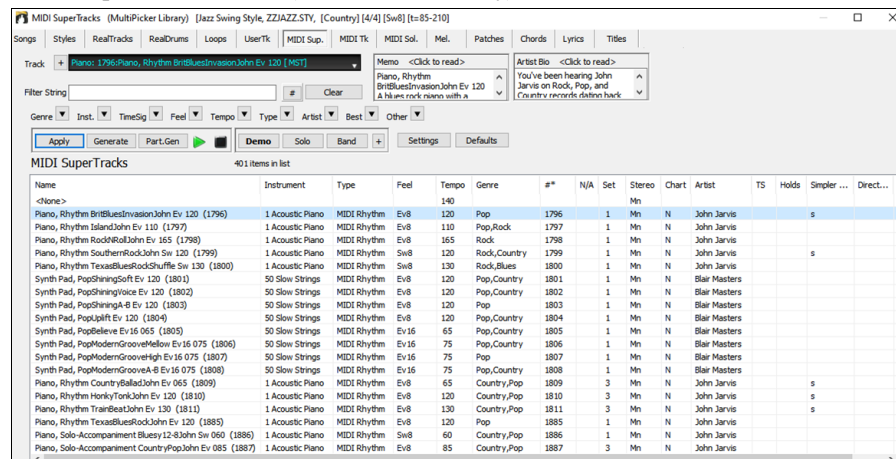 MIDI SuperTracks (MultiPicker Library) [Jazz Swing Style, ZZJAZZ.STY, [Country] [4/4] [Sw8] [t=85-210]
Songs Styles RealTracks RealDrums Loops UserTk MIDI Sup. MIDI Tk MIDI Sol. Mel. Patches Chords Lyrics Titles
Track + Piano: 1796:Piano, Rhythm BritBluesInvasionJohn Ev 120 [MST]
Memo <Click to read>
Piano, Rhythm
BritBluesInvasionJohn Ev 120
A blues rock piano with a
Artist Bio <Click to read>
You've been hearing John
Jarvis on Rock, Pop, and
Country records dating back
Filter String # Clear
Genre Inst. TimeSig Feel Tempo Type Artist Best Other
Apply Generate Part.Gen Demo Solo Band + Settings Defaults
MIDI SuperTracks 401 items in list
Name Instrument Type Feel Tempo Genre #^ N/A Set Stereo Chart Artist TS Holds Simpler ... Direct...
<None> 140 Mn
Piano, Rhythm BritBluesInvasionJohn Ev 120 (1796) 1 Acoustic Piano MIDI Rhythm Ev8 120 Pop 1796 1 Mn N John Jarvis s
Piano, Rhythm IslandJohn Ev 110 (1797) 1 Acoustic Piano MIDI Rhythm Ev8 110 Pop,Rock 1797 1 Mn N John Jarvis
Piano, Rhythm RockNRollJohn Ev 165 (1798) 1 Acoustic Piano MIDI Rhythm Ev8 165 Rock 1798 1 Mn N John Jarvis
Piano, Rhythm SouthernRockJohn Sw 120 (1799) 1 Acoustic Piano MIDI Rhythm Sw8 120 Rock,Country 1799 1 Mn N John Jarvis s
Piano, Rhythm TexasBluesRockShuffle Sw 130 (1800) 1 Acoustic Piano MIDI Rhythm Sw8 130 Rock,Blues 1800 1 Mn N John Jarvis
Synth Pad, PopShiningSoft Ev 120 (1801) 50 Slow Strings MIDI Rhythm Ev8 120 Pop,Country 1801 1 Mn N Blair Masters
Synth Pad, PopShiningVoice Ev 120 (1802) 50 Slow Strings MIDI Rhythm Ev8 120 Pop,Country 1802 1 Mn N Blair Masters
Synth Pad, PopShiningA-B Ev 120 (1803) 50 Slow Strings MIDI Rhythm Ev8 120 Pop 1803 1 Mn N Blair Masters
Synth Pad, PopUplift Ev 120 (1804) 50 Slow Strings MIDI Rhythm Ev8 120 Pop,Country 1804 1 Mn N Blair Masters
Synth Pad, PopBelieve Ev16 065 (1805) 50 Slow Strings MIDI Rhythm Ev16 65 Pop,Country 1805 1 Mn N Blair Masters
Synth Pad, PopModernGrooveMellow Ev16 075 (1806) 50 Slow Strings MIDI Rhythm Ev16 75 Pop,Country 1806 1 Mn N Blair Masters
Synth Pad, PopModernGrooveHigh Ev16 075 (1807) 50 Slow Strings MIDI Rhythm Ev16 75 Pop 1807 1 Mn N Blair Masters
Synth Pad, PopModernGrooveA-B Ev16 075 (1808) 50 Slow Strings MIDI Rhythm Ev16 75 Pop,Country 1808 1 Mn N Blair Masters
Piano, Rhythm CountryBalladJohn Ev 065 (1809) 1 Acoustic Piano MIDI Rhythm Ev8 65 Country,Pop 1809 3 Mn N John Jarvis s
Piano, Rhythm HonkyTonkJohn Ev 120 (1810) 1 Acoustic Piano MIDI Rhythm Ev8 120 Country,Pop 1810 3 Mn N John Jarvis s
Piano, Rhythm TrainBeatJohn Ev 130 (1811) 1 Acoustic Piano MIDI Rhythm Ev8 130 Country,Pop 1811 3 Mn N John Jarvis s
Piano, Rhythm TexasBluesRockJohn Ev 120 (1885) 1 Acoustic Piano MIDI Rhythm Ev8 120 Pop 1885 1 Mn N John Jarvis
Piano, Solo-Accompaniment Bluesy12-8John Sw 060 (1886) 1 Acoustic Piano MIDI Rhythm Sw8 60 Country,Pop 1886 1 Mn N John Jarvis
Piano, Solo-Accompaniment CountryPopJohn Ev 085 (1887) 1 Acoustic Piano MIDI Rhythm Ev8 85 Country,Pop 1887 3 Mn N John Jarvis